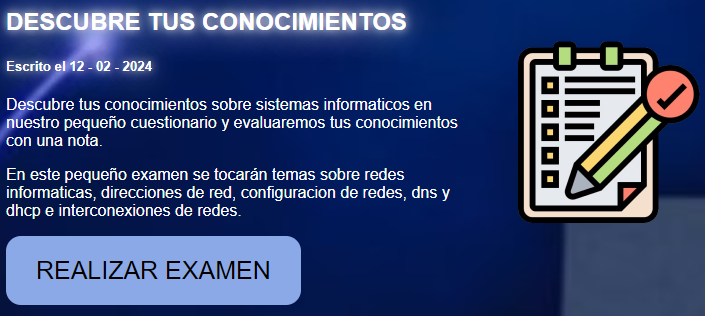 DESCUBRE TUS CONOCIMIENTOS
Escrito el 12 - 02 - 2024
Descubre tus conocimientos sobre sistemas informaticos en
nuestro pequeño cuestionario y evaluaremos tus conocimientos
con una nota.
En este pequeño examen se tocarán temas sobre redes
informaticas, direcciones de red, configuracion de redes, dns y
dhcp e interconexiones de redes.
REALIZAR EXAMEN